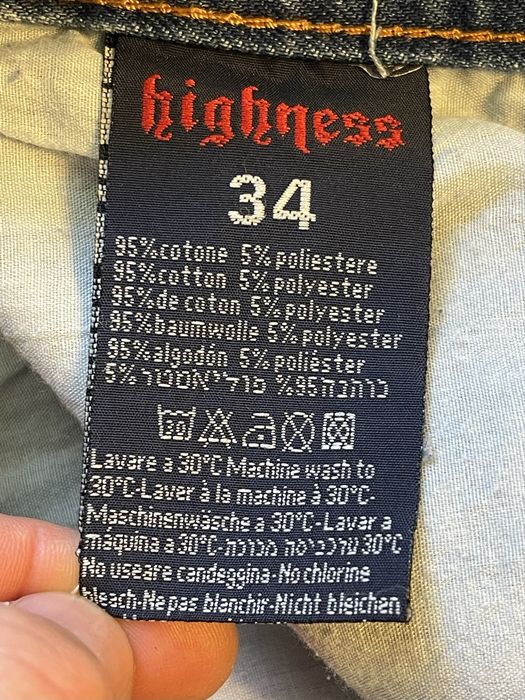 highness
34
95% cotone 5% poliestere
95% cotton 5% polyester
95% de coton 5% polyester
95% baumwolle 5% polyester
95% algodón 5% poliéster
5% פוליאסטר 95% כותנה
30
Lavare a 30°C Machine wash to
30°C-Laver à la machine à 30°C-
Maschinenwäsche a 30°C-Lavar a
máquina a 30°C- 30°C
No useare candeggina-No chlorine
bleach-Ne pas blanchir-Nicht bleichen